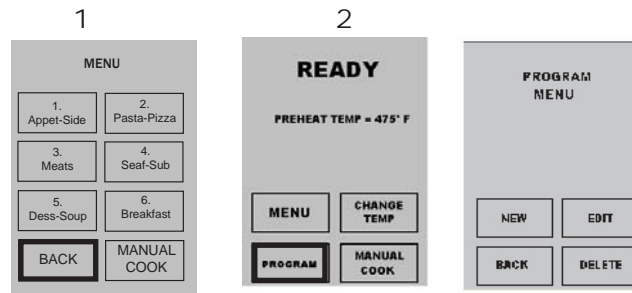 1
MENU
1.
Appet-Side
2.
Pasta-Pizza
3.
Meats
4.
Seaf-Sub
5.
Dess-Soup
6.
Breakfast
BACK
MANUAL
COOK
2
READY
PREHEAT TEMP = 475° F
MENU
CHANGE
TEMP
PROGRAM
MANUAL
COOK
PROGRAM
MENU
NEW
EDIT
BACK
DELETE